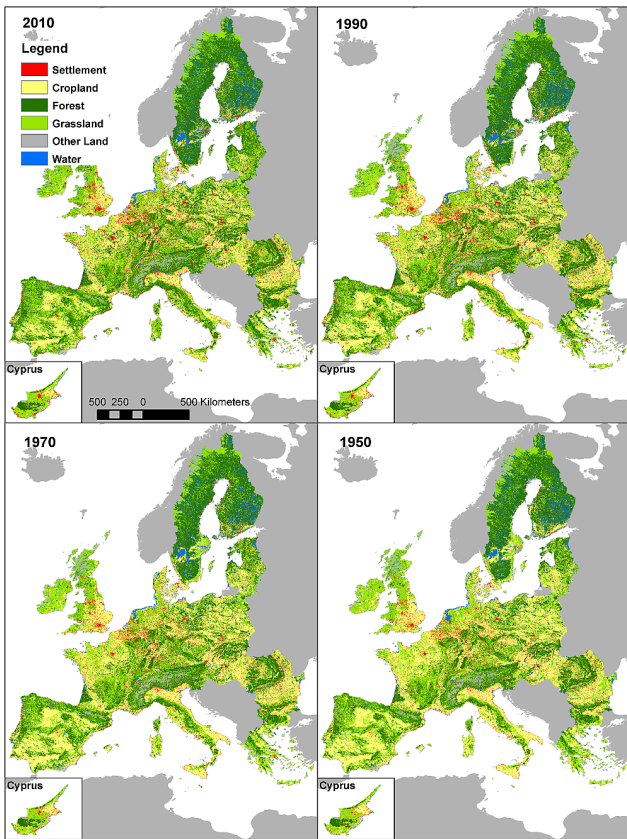 2010
Legend
Settlement
Cropland
Forest
Grassland
Other Land
Water
Cyprus
500 250 0 500 Kilometers
1990
Cyprus
1970
Cyprus
1950
Cyprus